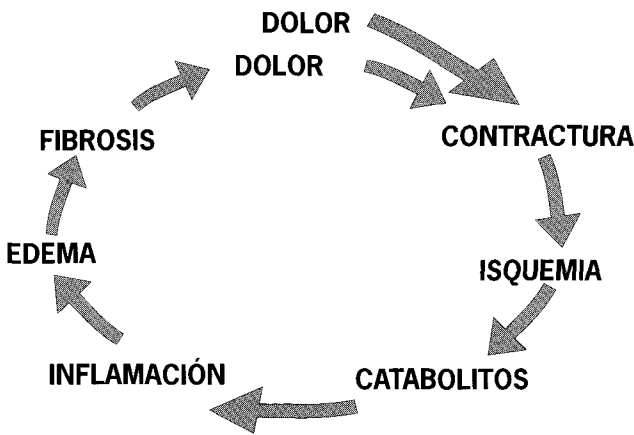 DOLOR
DOLOR
CONTRACTURA
ISQUEMIA
CATABOLITOS
INFLAMACIÓN
EDEMA
FIBROSIS